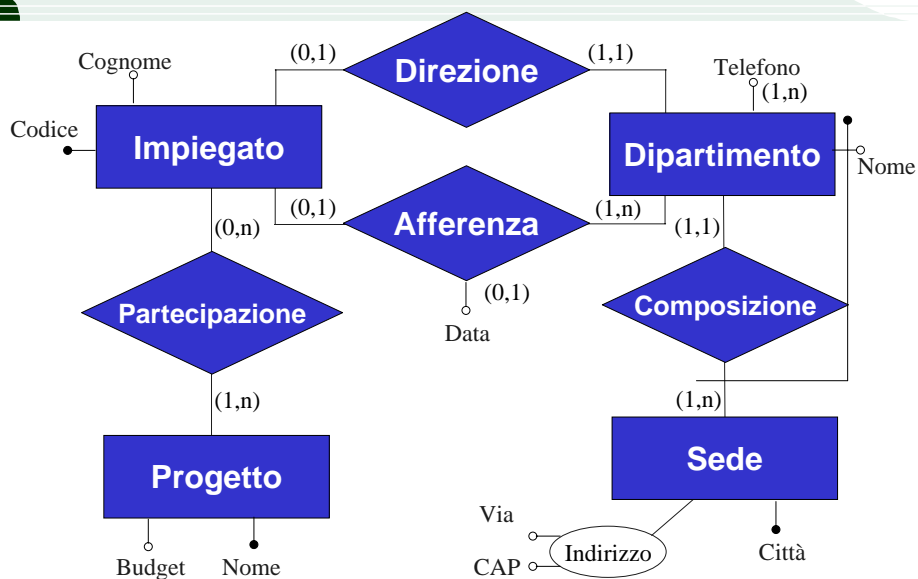 (0,1)
Direzione
(1,1)
Cognome
Telefono
(1,n)
Codice
Impiegato
Dipartimento
Nome
(0,1)
Afferenza
(1,n)
(0,n)
(1,1)
Partecipazione
(0,1)
Data
Composizione
(1,n)
(1,n)
Progetto
Sede
Via
Indirizzo
CAP
Città
Budget
Nome